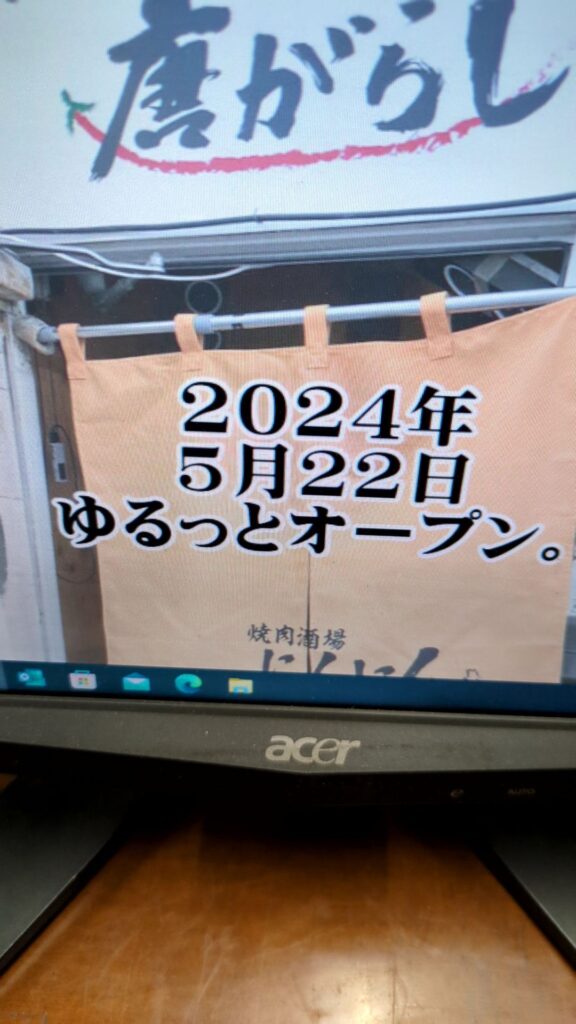 唐がらし
2024年
5月22日
ゆるっとオープン。
焼肉酒場
acer
e
AUTO